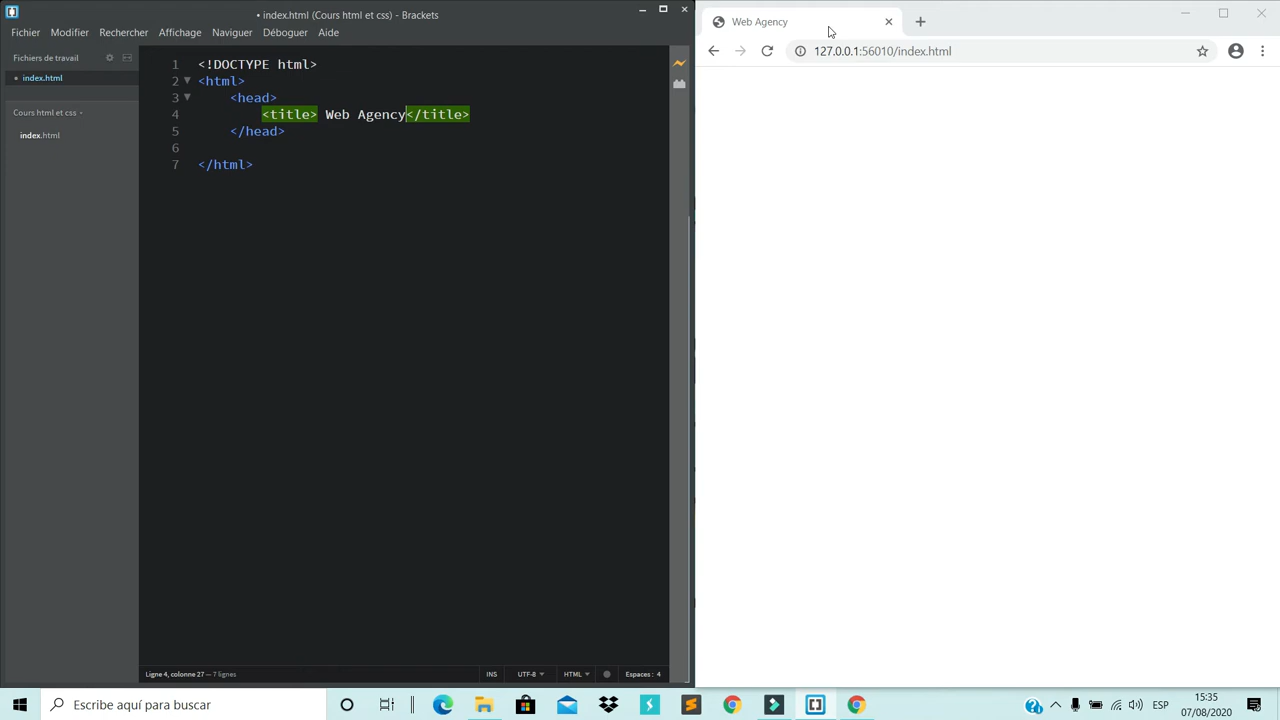 • index.html (Cours html et css) - Brackets
Fichier Modifier Rechercher Affichage Naviguer Déboguer Aide
Fichiers de travail
• index.html
Cours html et css
index.html
1 <!DOCTYPE html>
2 <html>
3 <head>
4 <title> Web Agency</title>
5 </head>
6
7 </html>
Ligne 4, colonne 27 — 7 lignes
INS UTF-8 HTML Espaces : 4
Web Agency
127.0.0.1:56010/index.html
Escribe aquí para buscar
ESP
15:35
07/08/2020